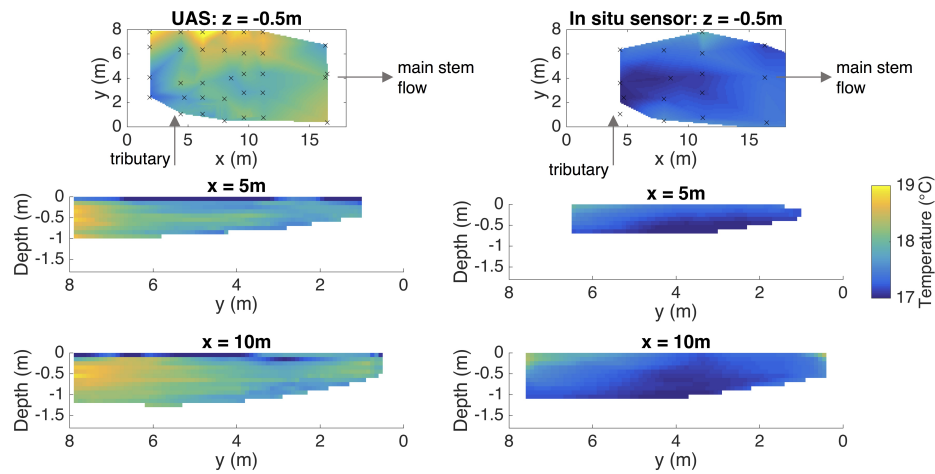 UAS: z = -0.5m
In situ sensor: z = -0.5m
8
6
4
2
0
y (m)
0
5
10
15
x (m)
main stem
flow
tributary
8
6
4
2
0
y (m)
0
5
10
15
x (m)
main stem
flow
tributary
x = 5m
0
-0.5
-1
-1.5
Depth (m)
8
6
4
2
0
y (m)
x = 5m
0
-0.5
-1
-1.5
Depth (m)
8
6
4
2
0
y (m)
19
18
17
Temperature (°C)
x = 10m
0
-0.5
-1
-1.5
Depth (m)
8
6
4
2
0
y (m)
x = 10m
0
-0.5
-1
-1.5
Depth (m)
8
6
4
2
0
y (m)